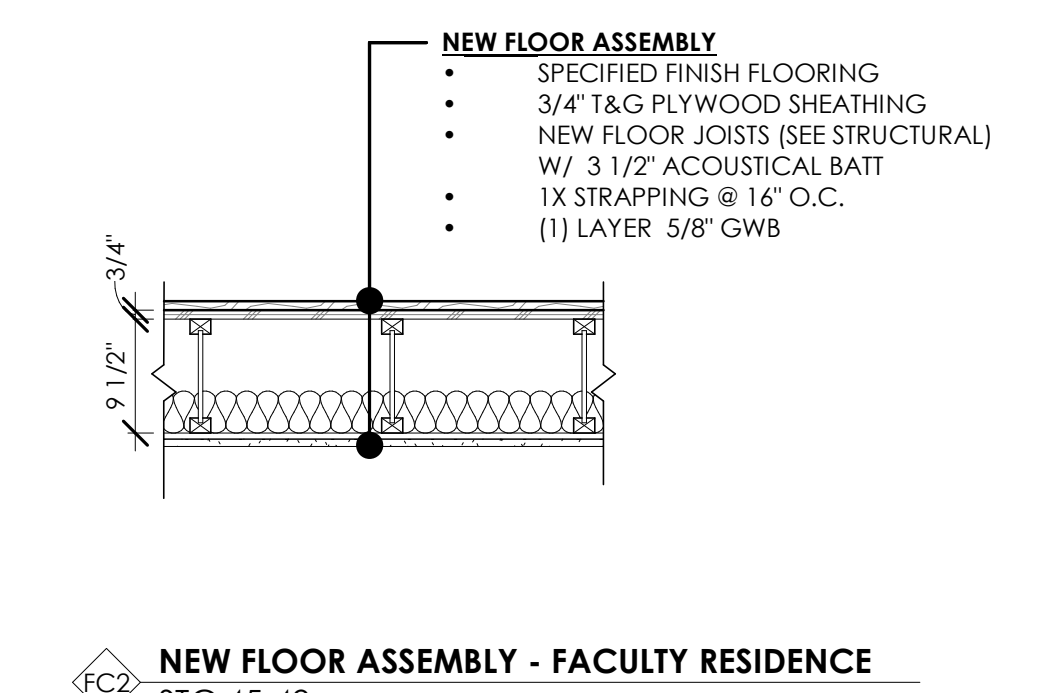 NEW FLOOR ASSEMBLY
• SPECIFIED FINISH FLOORING
• 3/4" T&G PLYWOOD SHEATHING
• NEW FLOOR JOISTS (SEE STRUCTURAL)
W/ 3 1/2" ACOUSTICAL BATT
• 1X STRAPPING @ 16" O.C.
• (1) LAYER 5/8" GWB
3/4"
9 1/2"
FC2
NEW FLOOR ASSEMBLY - FACULTY RESIDENCE